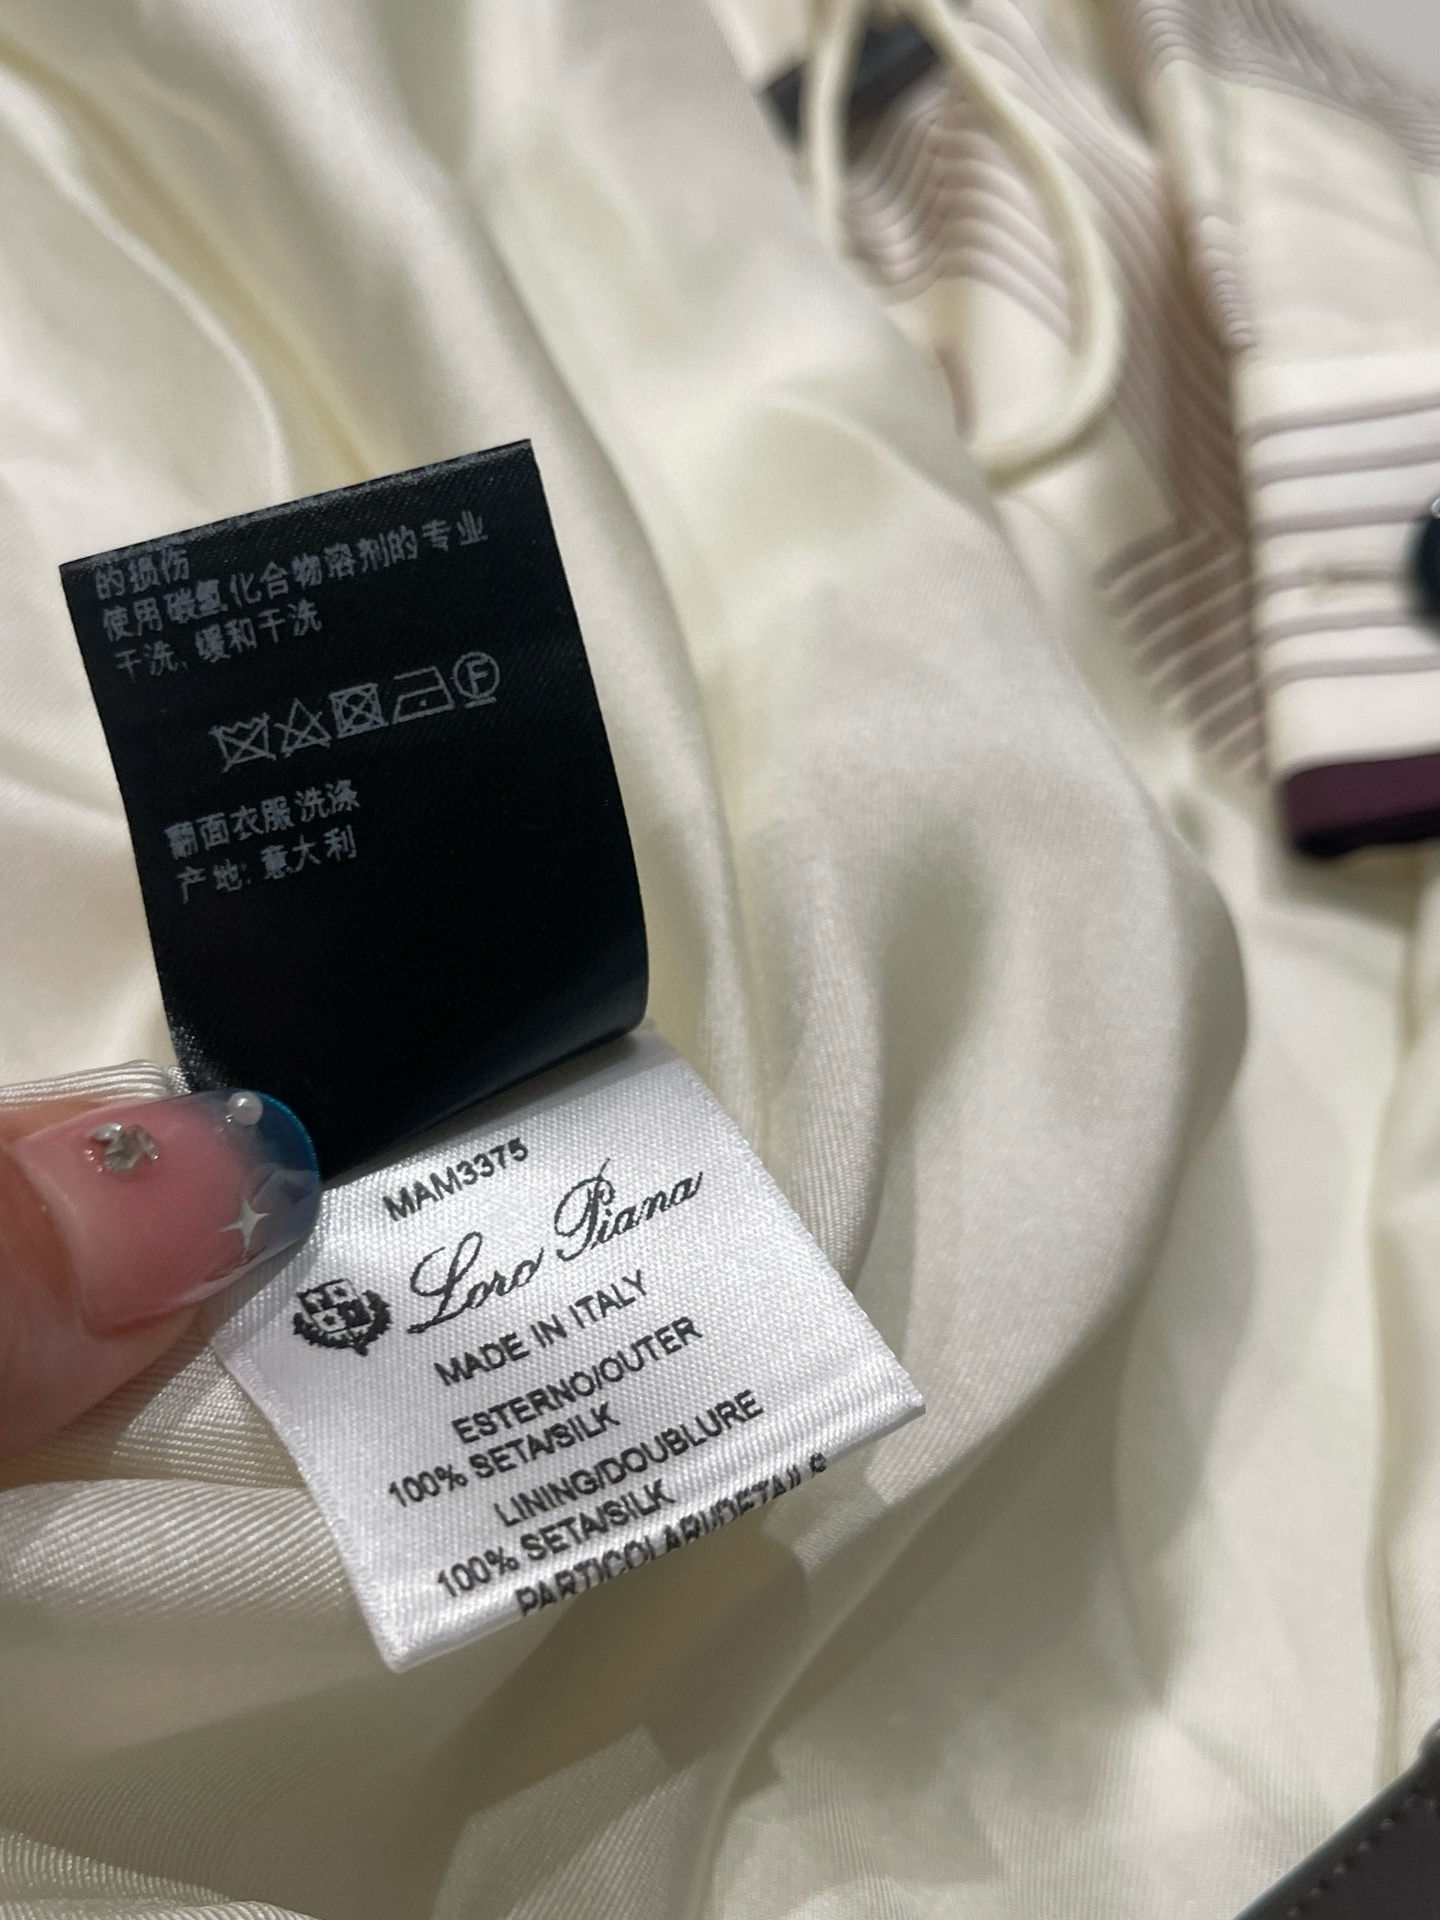 的损伤
使用碳氢化合物溶剂的专业
干洗, 缓和干洗
F
翻面衣服洗涤
产地: 意大利
MAM3375
Loro Piana
MADE IN ITALY
ESTERNO/OUTER
100% SETA/SILK
LINING/DOUBLURE
100% SETA/SILK
PARTICOLARI/DETAILS